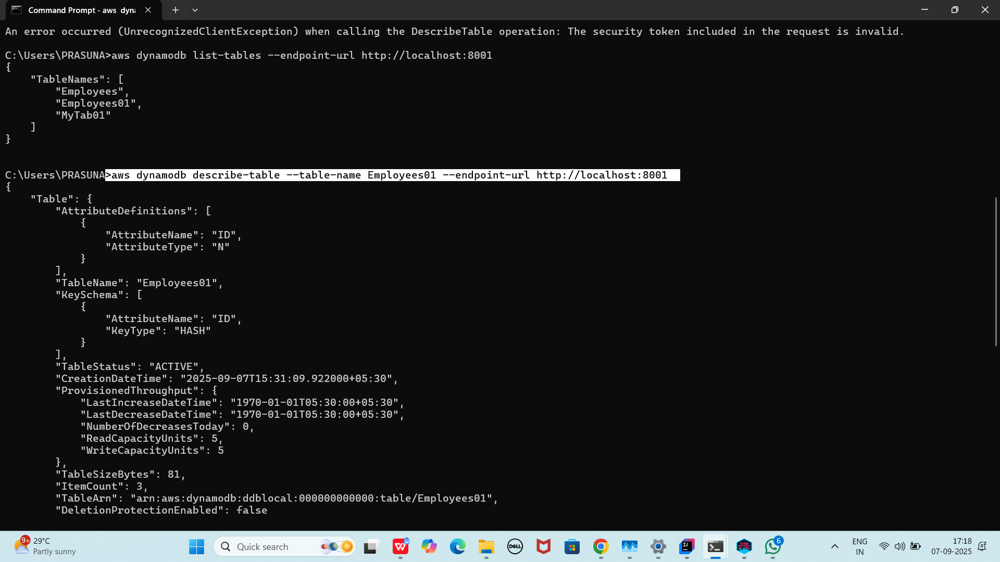 Command Prompt - aws dyna
An error occurred (UnrecognizedClientException) when calling the DescribeTable operation: The security token included in the request is invalid.
C:\Users\PRASUNA>aws dynamodb list-tables --endpoint-url http://localhost:8001
{
"TableNames": [
"Employees",
"Employees01",
"MyTab01"
]
}
C:\Users\PRASUNA>aws dynamodb describe-table --table-name Employees01 --endpoint-url http://localhost:8001
{
"Table": {
"AttributeDefinitions": [
{
"AttributeName": "ID",
"AttributeType": "N"
}
],
"TableName": "Employees01",
"KeySchema": [
{
"AttributeName": "ID",
"KeyType": "HASH"
}
],
"TableStatus": "ACTIVE",
"CreationDateTime": "2025-09-07T15:31:09.922000+05:30",
"ProvisionedThroughput": {
"LastIncreaseDateTime": "1970-01-01T05:30:00+05:30",
"LastDecreaseDateTime": "1970-01-01T05:30:00+05:30",
"NumberOfDecreasesToday": 0,
"ReadCapacityUnits": 5,
"WriteCapacityUnits": 5
},
"TableSizeBytes": 81,
"ItemCount": 3,
"TableArn": "arn:aws:dynamodb:ddblocal:000000000000:table/Employees01",
"DeletionProtectionEnabled": false
9+ 29°C
Partly sunny
Quick search
W
DELL
IJ
6
ENG
IN
17:18
07-09-2025